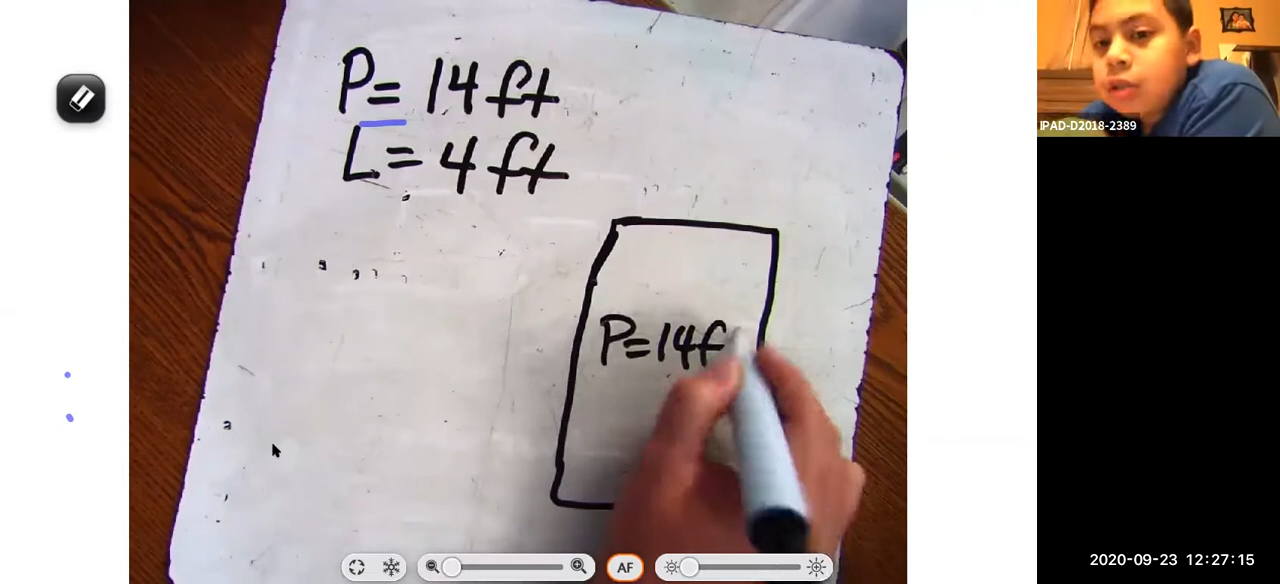 P= 14 ft
L= 4 ft
P=14f
IPAD-D2018-2389
AF
2020-09-23 12:27:15